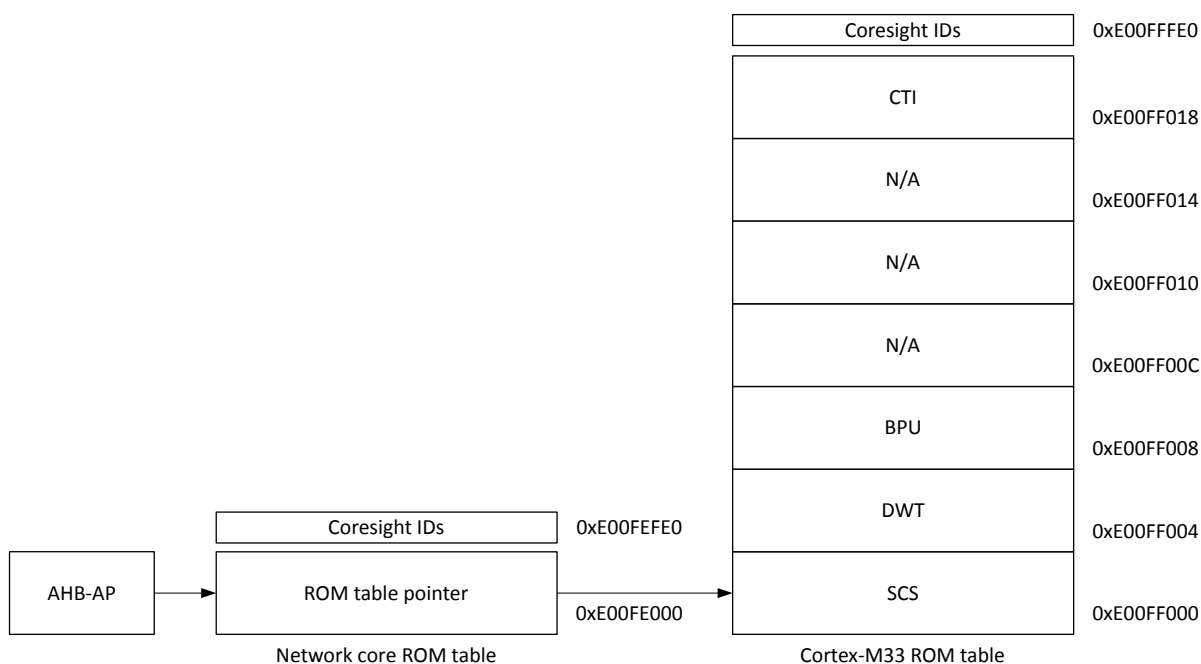 Coresight IDs
0xE00FFFE0
CTI
0xE00FF018
N/A
0xE00FF014
N/A
0xE00FF010
N/A
0xE00FF00C
BPU
0xE00FF008
DWT
0xE00FF004
Coresight IDs
0xE00FEFE0
AHB-AP
ROM table pointer
0xE00FE000
SCS
0xE00FF000
Network core ROM table
Cortex-M33 ROM table